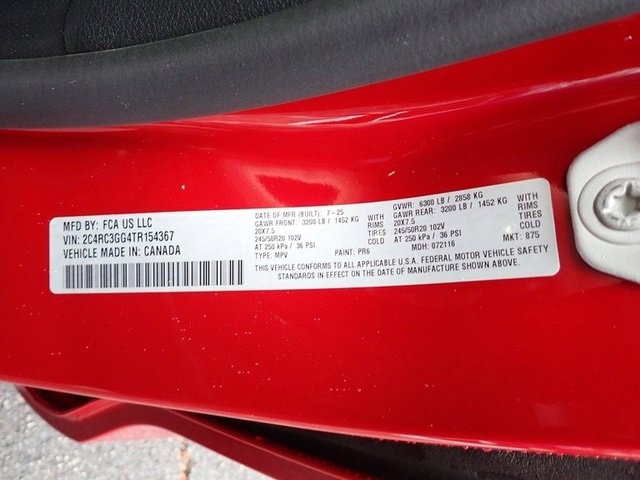 MFD BY: FCA US LLC
VIN: 2C4RC3GG4TR154367
VEHICLE MADE IN: CANADA
DATE OF MFR (BUILT): 7-25
GAWR FRONT: 3200 LB / 1452 KG WITH
20X7.5 RIMS
245/50R20 102V TIRES
AT 250 kPa / 36 PSI
TYPE: MPV PAINT: PR6
GVWR: 6300 LB / 2858 KG
GAWR REAR: 3200 LB / 1452 KG WITH
20X7.5 RIMS
245/50R20 102V TIRES
AT 250 kPa / 36 PSI
MDH: 072116 MKT: 875
THIS VEHICLE CONFORMS TO ALL APPLICABLE U.S.A. FEDERAL MOTOR VEHICLE SAFETY
STANDARDS IN EFFECT ON THE DATE OF MANUFACTURE SHOWN ABOVE.